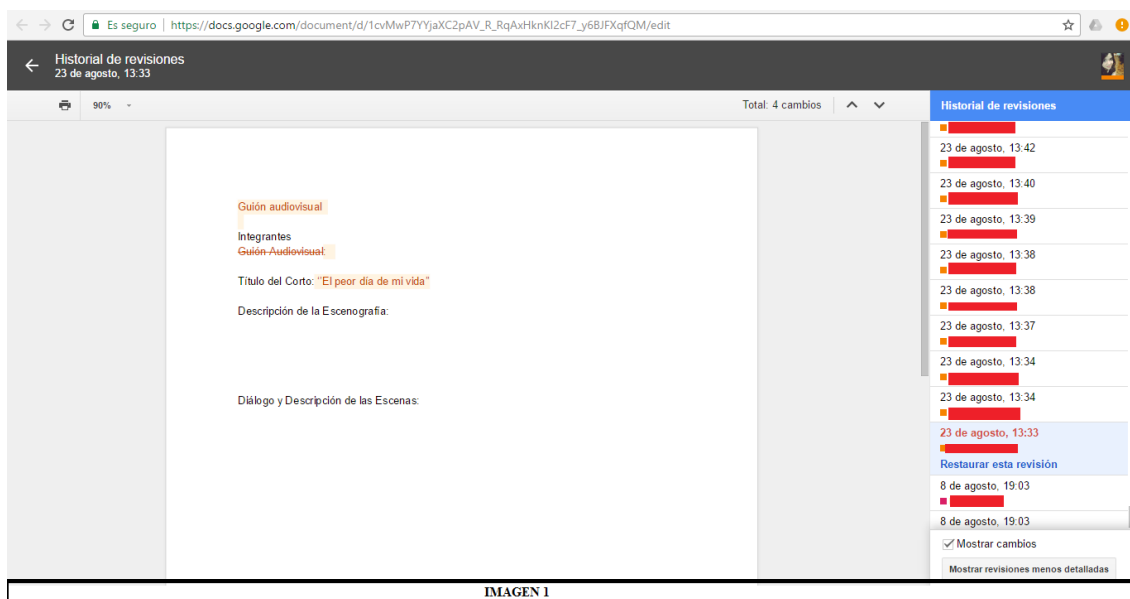 Es seguro | https://docs.google.com/document/d/1cvMwP7YYjaXC2pAV_R_RqAxHknKI2cF7_y6BJFXqfQM/edit
Historial de revisiones
23 de agosto, 13:33
90%
Total: 4 cambios
Historial de revisiones
Guión audiovisual
Integrantes
Guión Audiovisual:
Título del Corto: "El peor día de mi vida"
Descripción de la Escenografía:
Diálogo y Descripción de las Escenas:
23 de agosto, 13:42
23 de agosto, 13:40
23 de agosto, 13:39
23 de agosto, 13:38
23 de agosto, 13:38
23 de agosto, 13:37
23 de agosto, 13:34
23 de agosto, 13:34
23 de agosto, 13:33
Restaurar esta revisión
8 de agosto, 19:03
8 de agosto, 19:03
Mostrar cambios
Mostrar revisiones menos detalladas
IMAGEN 1